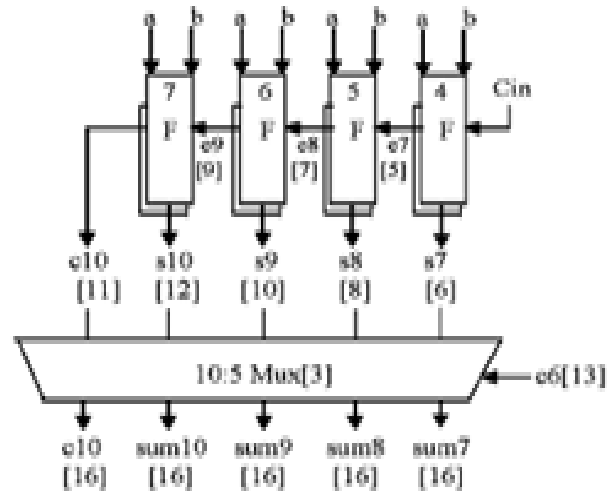 a b a b a b a b
7 6 5 4 Cin
F F F F
c9 c8 c7
[9] [7] [5]
c10 s10 s9 s8 s7
[11] [12] [10] [8] [6]
10:5 Mux[3] c6[13]
c10 sum10 sum9 sum8 sum7
[16] [16] [16] [16] [16]